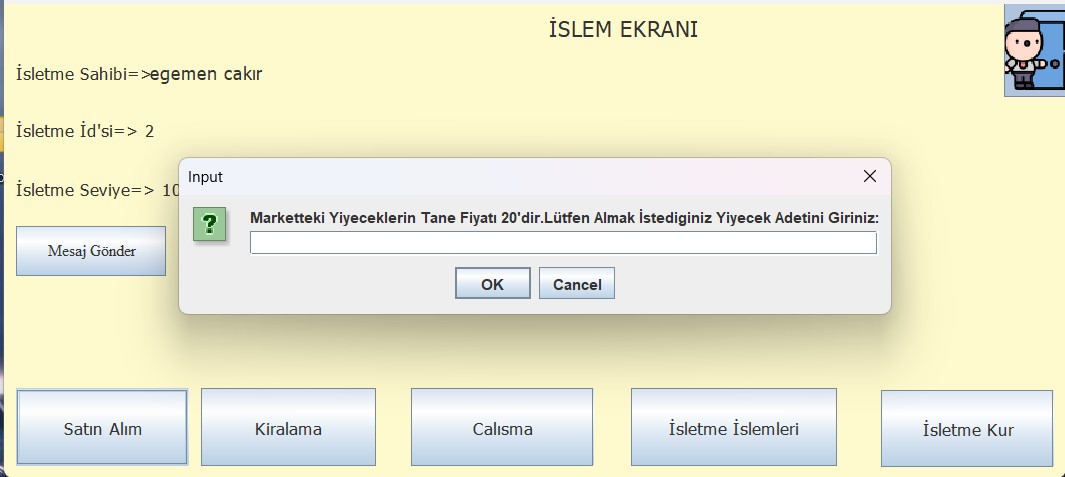 İSLEM EKRANI
İsletme Sahibi=>egemen cakır
İsletme İd'si=> 2
İsletme Seviye=> 10
Mesaj Gönder
Input
?
Marketteki Yiyeceklerin Tane Fiyatı 20'dir.Lütfen Almak İstediginiz Yiyecek Adetini Giriniz:
OK Cancel
Satın Alım Kiralama Calısma İsletme İslemleri İsletme Kur